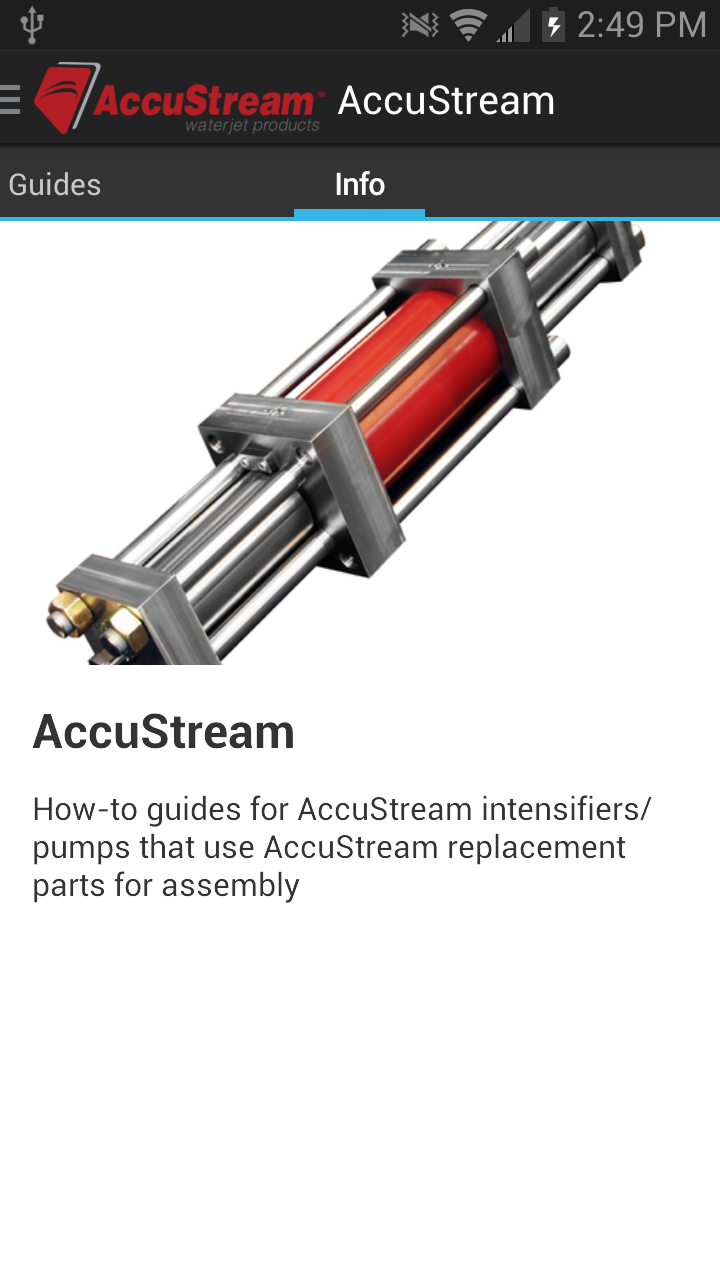 2:49 PM
AccuStream™ AccuStream
waterjet products
Guides Info
AccuStream
How-to guides for AccuStream intensifiers/
pumps that use AccuStream replacement
parts for assembly